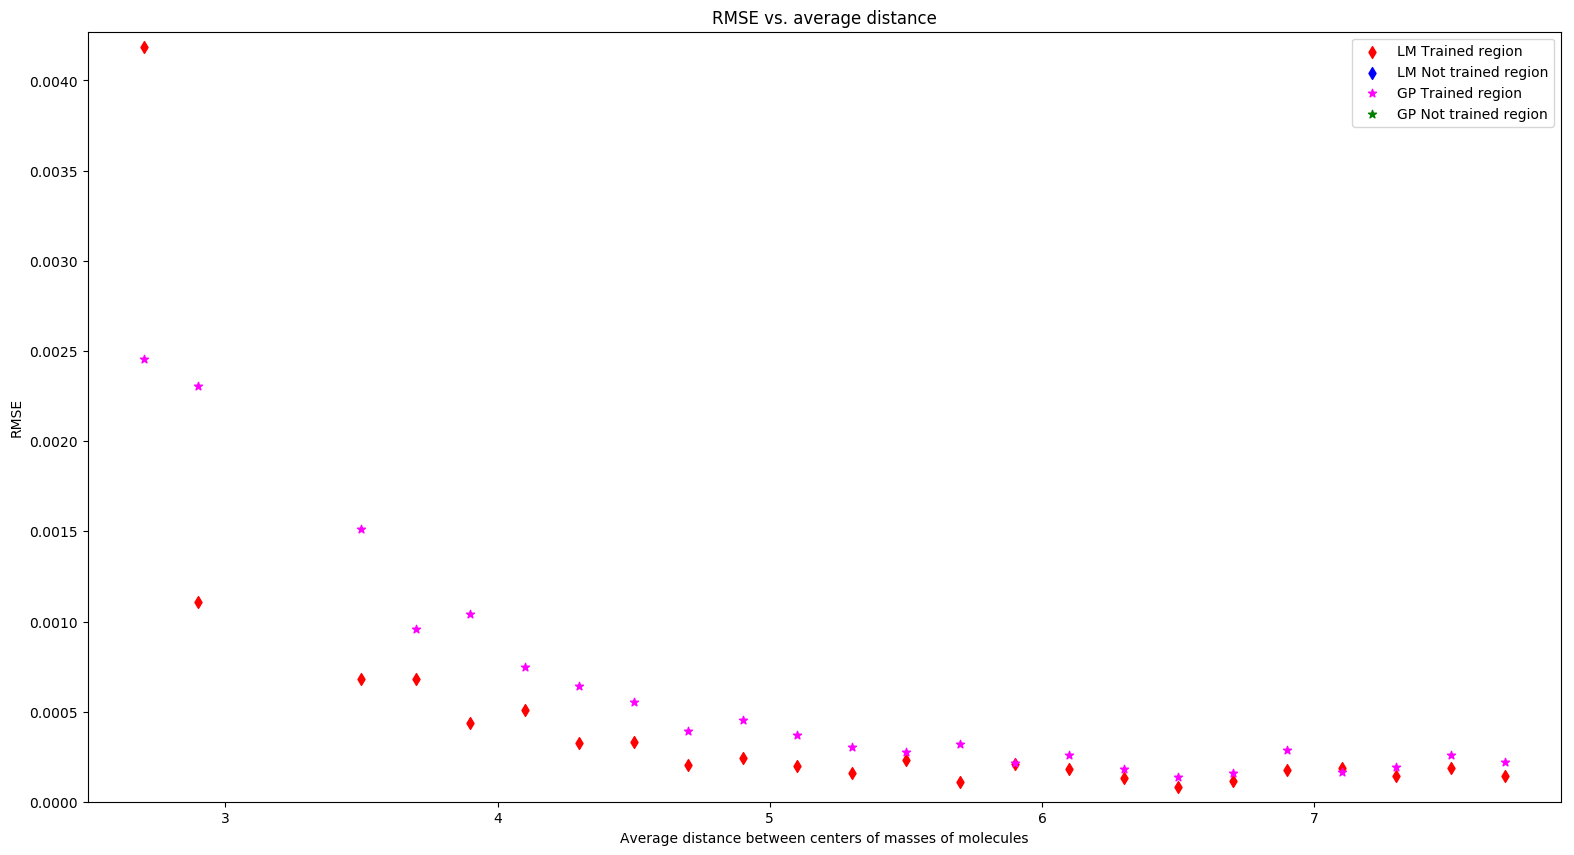 RMSE vs. average distance
LM Trained region
LM Not trained region
GP Trained region
GP Not trained region
RMSE
0.0040
0.0035
0.0030
0.0025
0.0020
0.0015
0.0010
0.0005
0.0000
3 4 5 6 7
Average distance between centers of masses of molecules